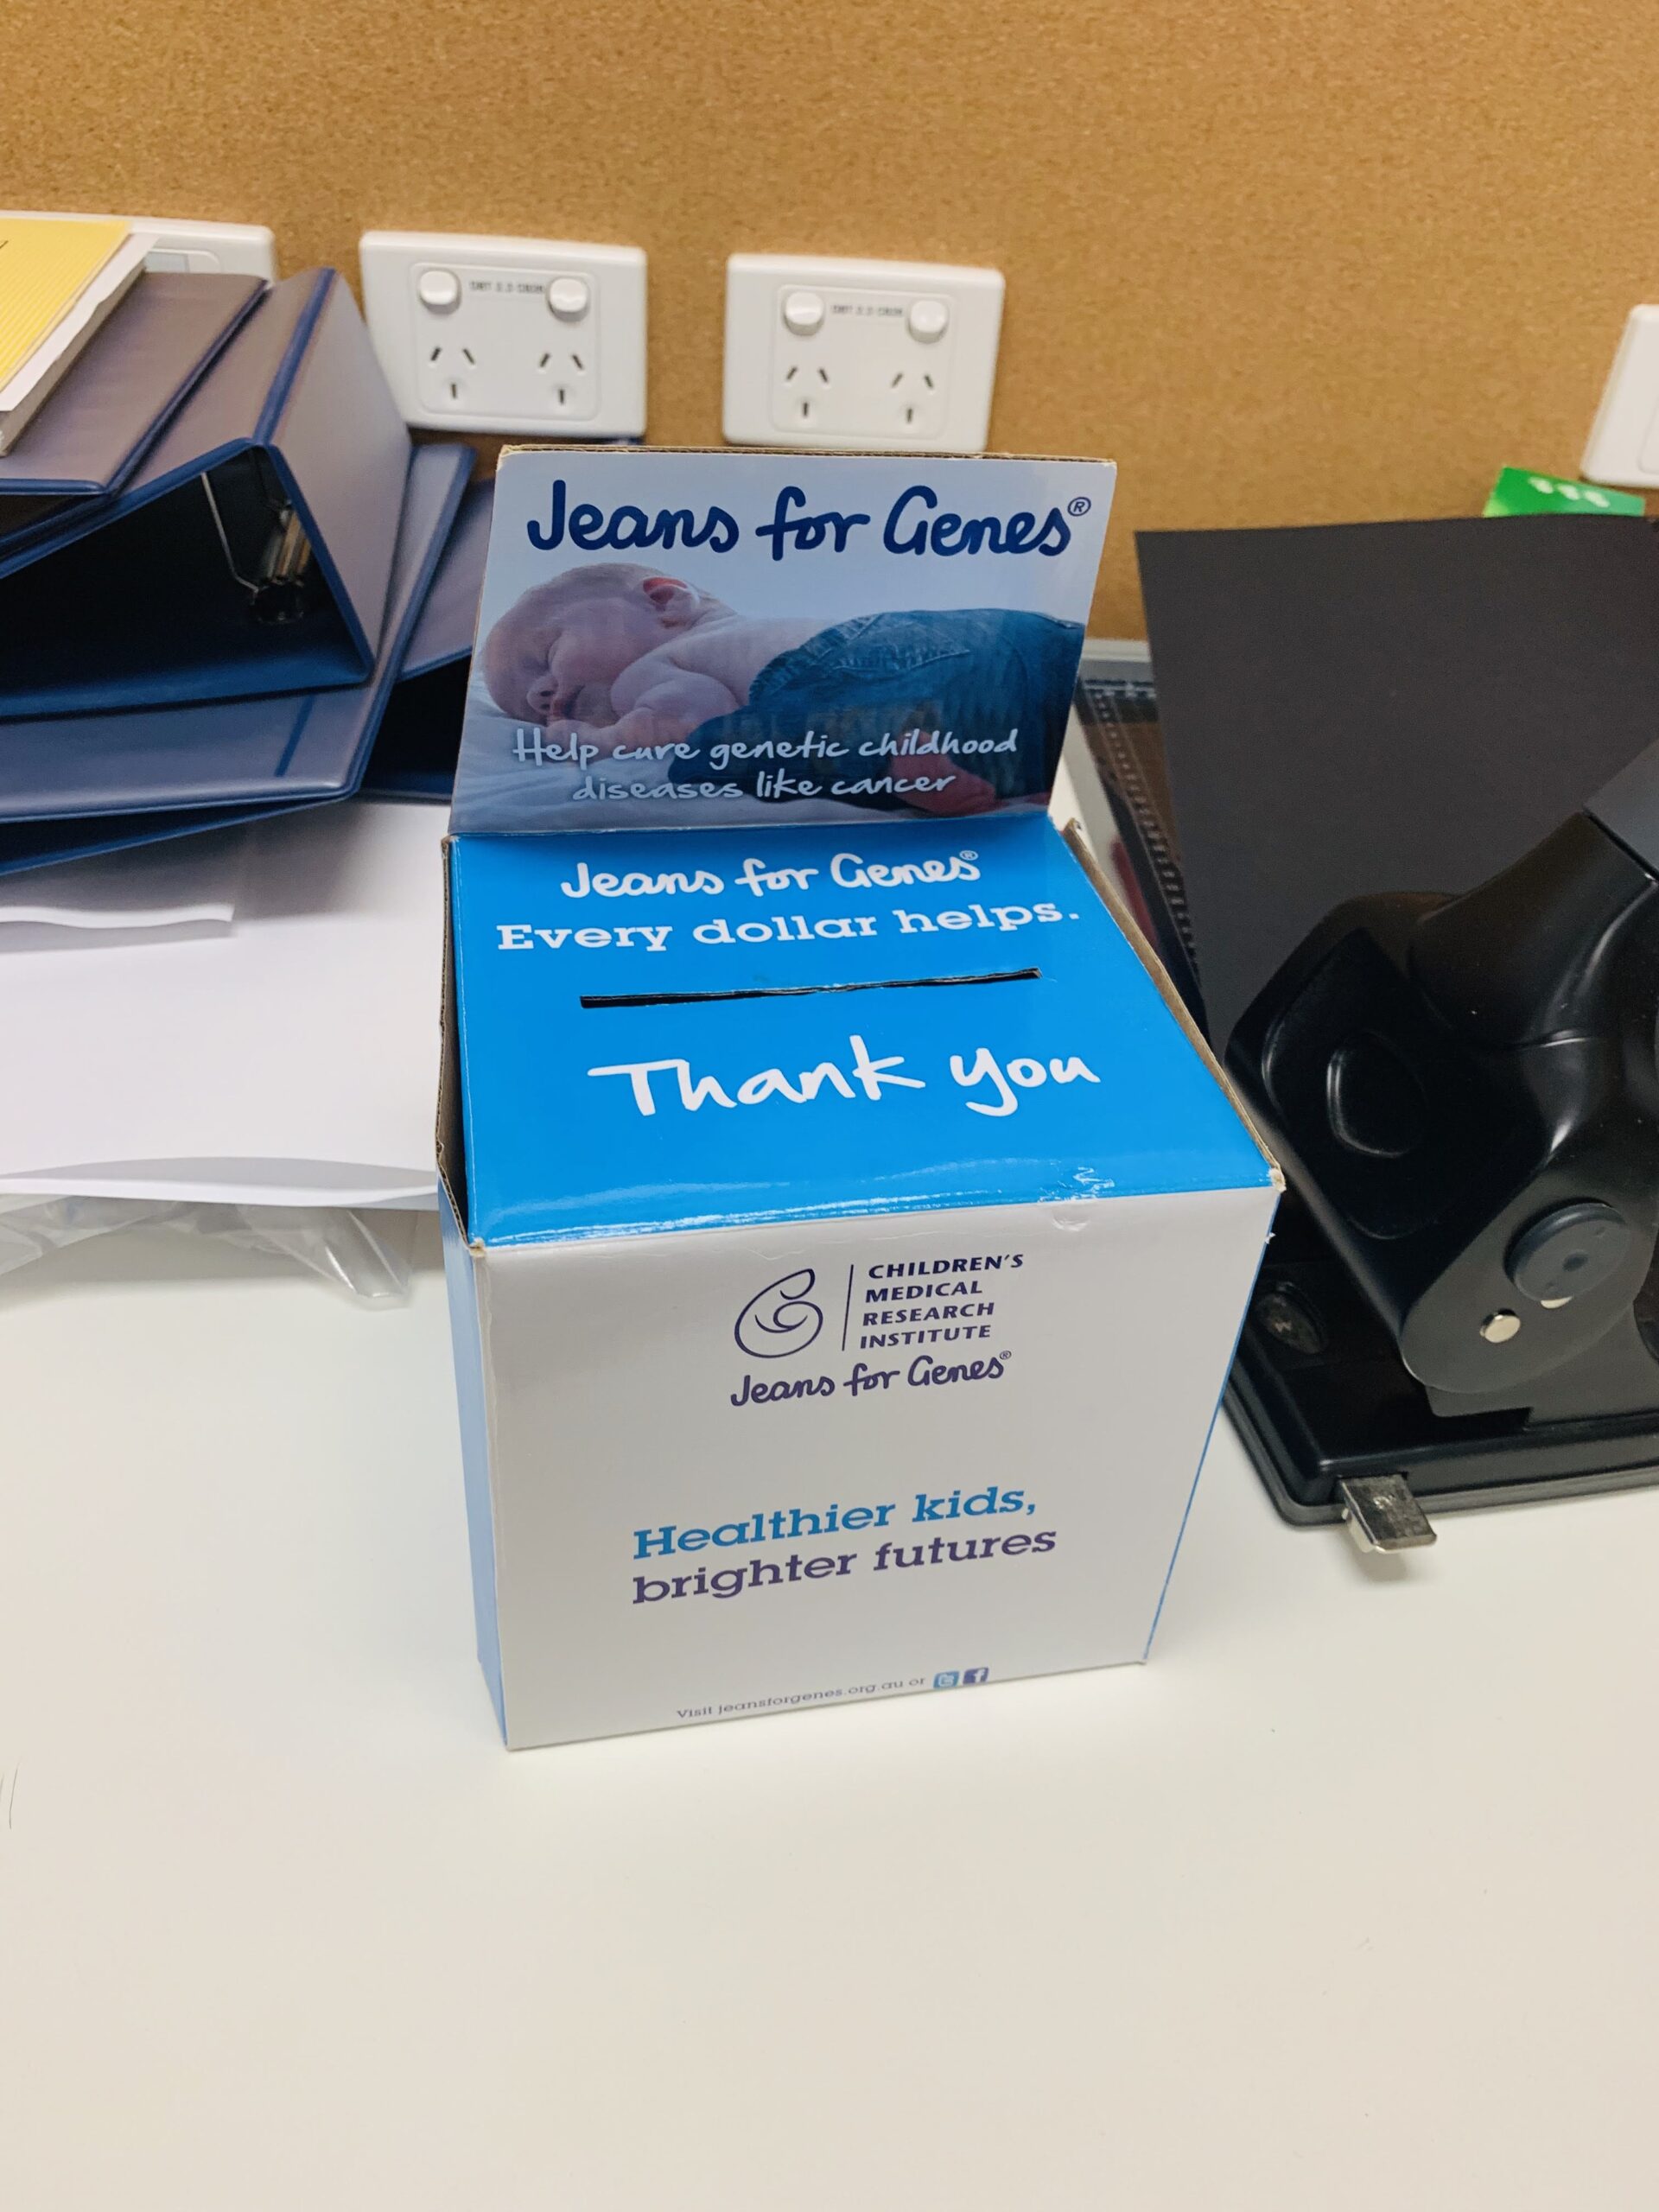 Jeans for Genes®
Help cure genetic childhood
diseases like cancer
Jeans for Genes®
Every dollar helps.
Thank you
CHILDREN'S
MEDICAL
RESEARCH
INSTITUTE
Jeans for Genes®
Healthier kids,
brighter futures
Visit jeansforgenes.org.au or